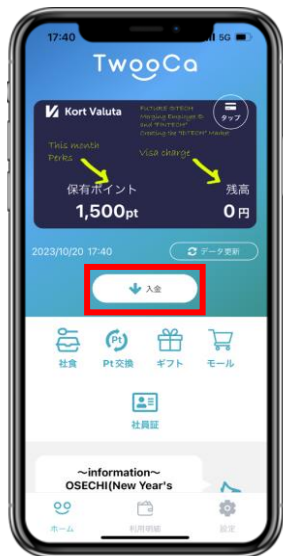 17:40
5G
TwooCa
Kort Valuta
FUTURE BTECH
Merging Employee B
and "FINTECH"
Creating the "BTECH" Market
タップ
This month
Perks
Visa charge
保有ポイント
残高
1,500pt
0円
2023/10/20 17:40
データ更新
入金
社食
Pt交換
ギフト
モール
社員証
〜information〜
OSECHI(New Year's
ホーム
利用明細
設定